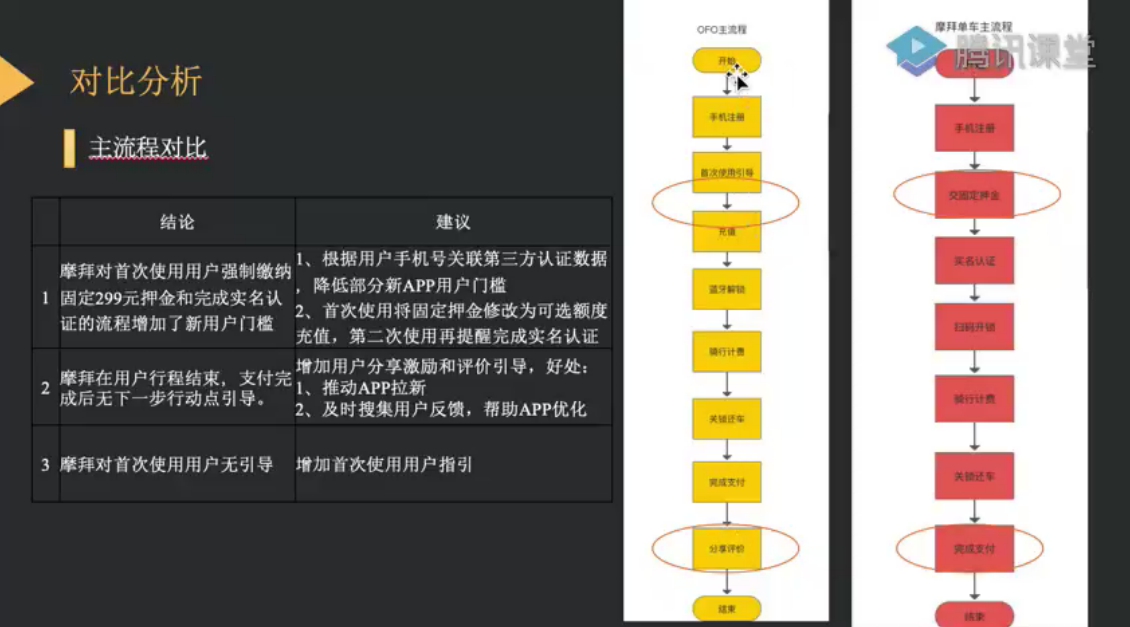 对比分析
主流程对比
结论
建议
1
摩拜对首次使用用户强制缴纳
固定299元押金和完成实名认
证的流程增加了新用户门槛
1、根据用户手机号关联第三方认证数据
，降低部分新APP用户门槛
2、首次使用将固定押金修改为可选额度
充值，第二次使用再提醒完成实名认证
2
摩拜在用户行程结束，支付完
成后无下一步行动点引导。
增加用户分享激励和评价引导，好处：
1、推动APP拉新
2、及时搜集用户反馈，帮助APP优化
3
摩拜对首次使用用户无引导
增加首次使用用户指引
OFO主流程
开始
手机注册
首次使用引导
充值
蓝牙解锁
骑行计费
关锁还车
完成支付
分享评价
结束
摩拜单车主流程
腾讯课堂
手机注册
交固定押金
实名认证
扫码开锁
骑行计费
关锁还车
完成支付
结束